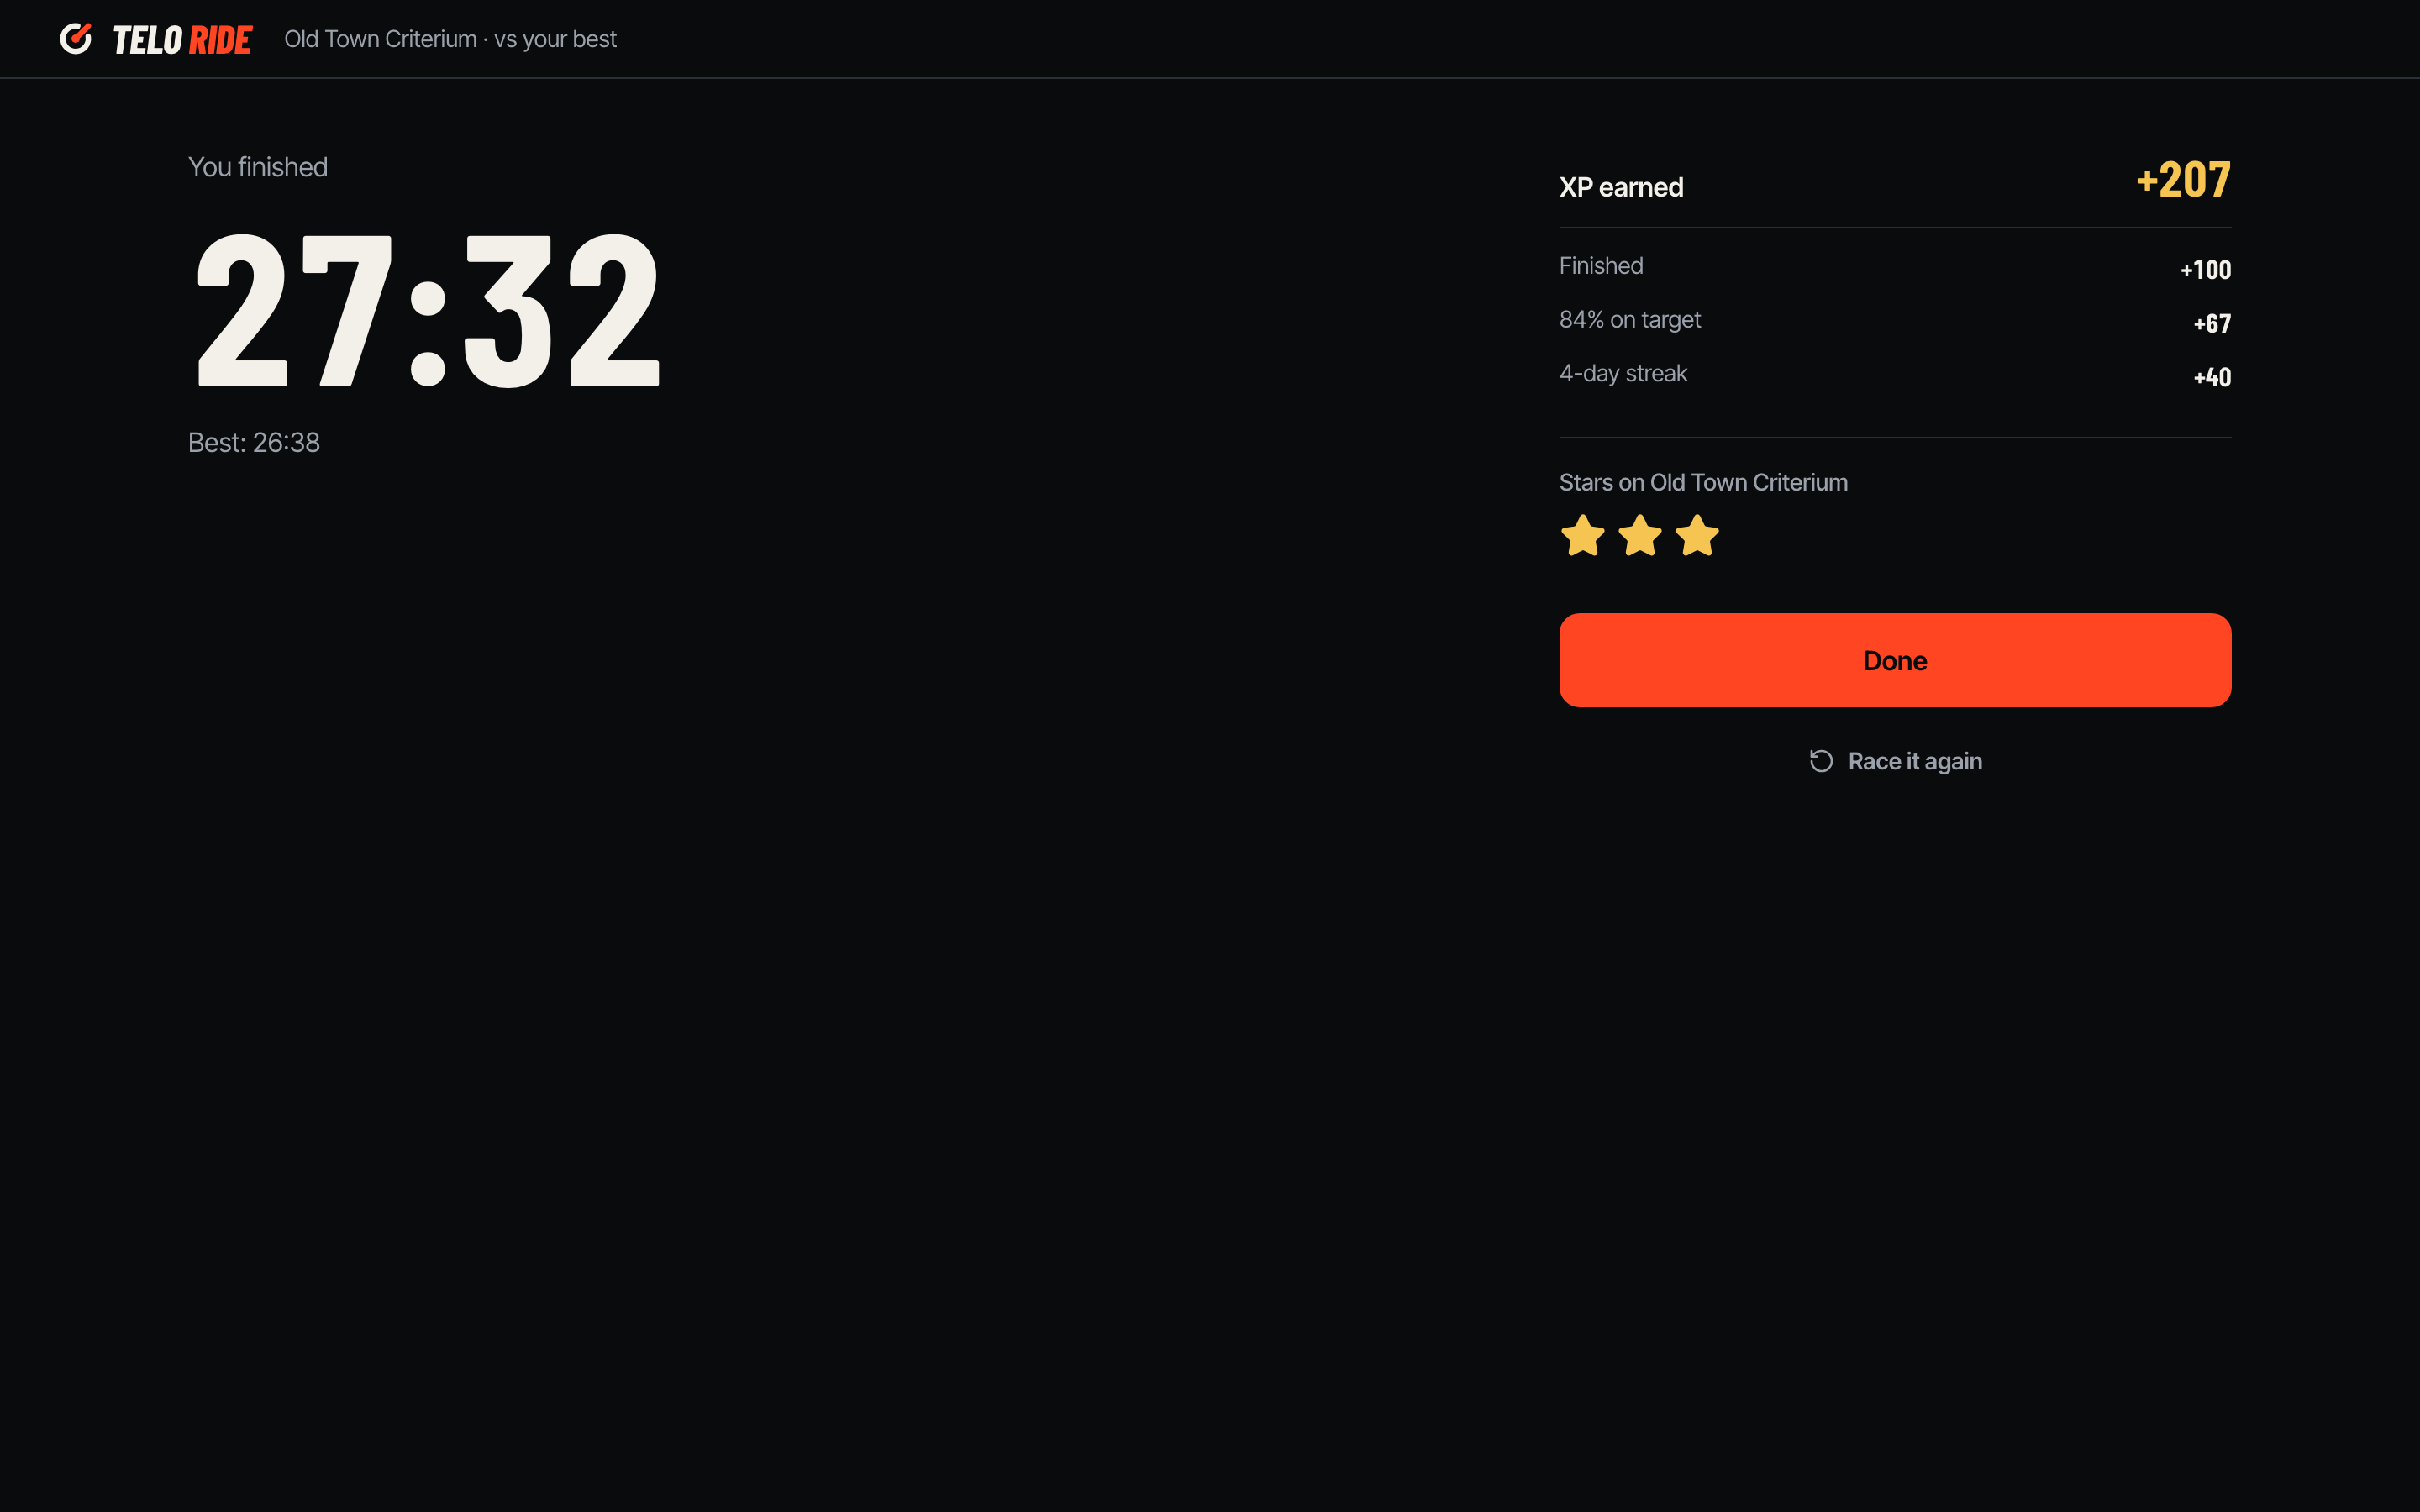 TELO RIDE
Old Town Criterium · vs your best
You finished
27:32
Best: 26:38
XP earned
+207
Finished
+100
84% on target
+67
4-day streak
+40
Stars on Old Town Criterium
Done
Race it again